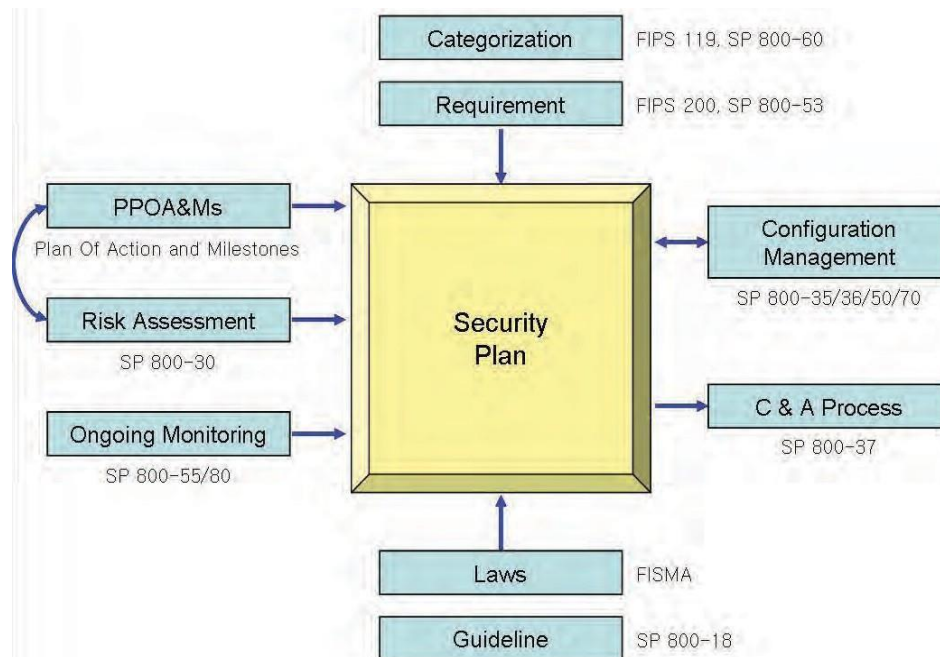 Categorization
FIPS 119, SP 800-60
Requirement
FIPS 200, SP 800-53
PPOA&Ms
Plan Of Action and Milestones
Risk Assessment
SP 800-30
Ongoing Monitoring
SP 800-55/80
Security
Plan
Configuration
Management
SP 800-35/36/50/70
C & A Process
SP 800-37
Laws
FISMA
Guideline
SP 800-18